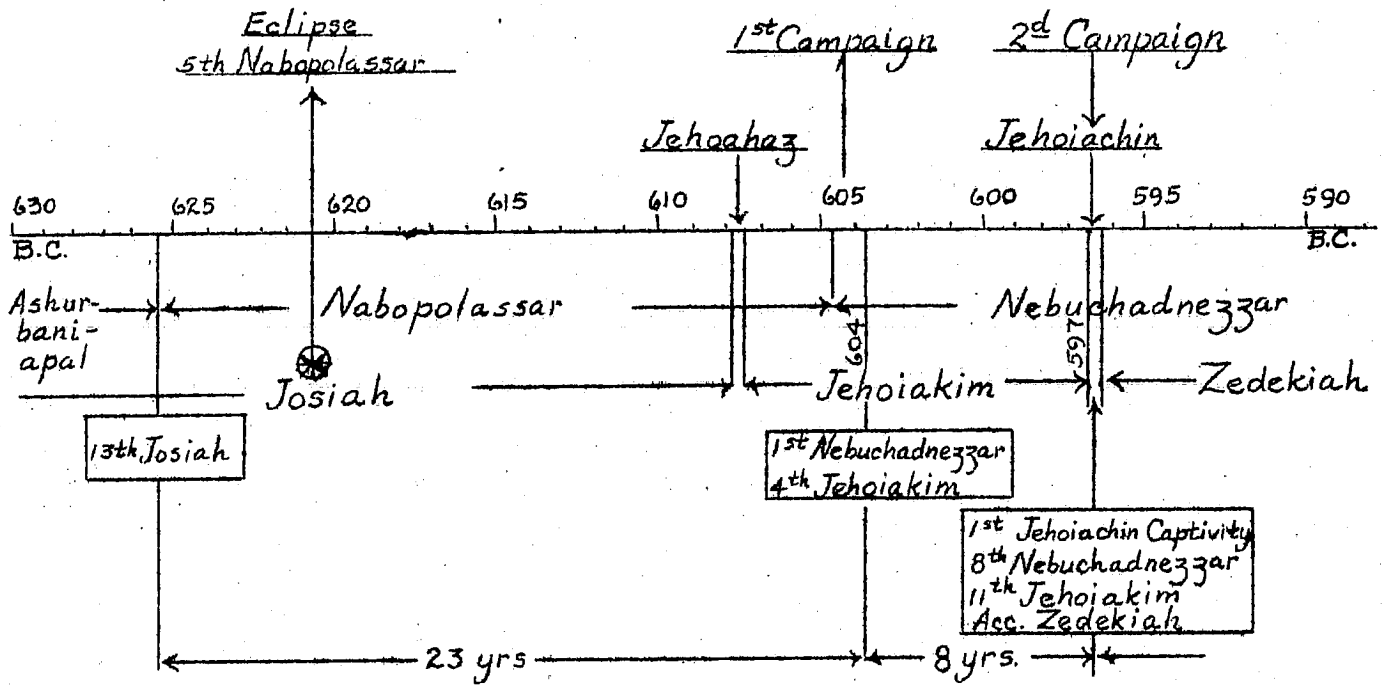 Eclipse
5th Nabopolassar
1st Campaign
2d Campaign
Jehoahaz
Jehoiachin
630 625 620 615 610 605 600 595 590
B.C. B.C.
Ashur-
bani-
apal
Nabopolassar
Nebuchadnezzar
604
597
Josiah
Jehoiakim
Zedekiah
13th Josiah
1st Nebuchadnezzar
4th Jehoiakim
1st Jehoiachin Captivity
8th Nebuchadnezzar
11th Jehoiakim
Acc. Zedekiah
23 yrs
8 yrs.